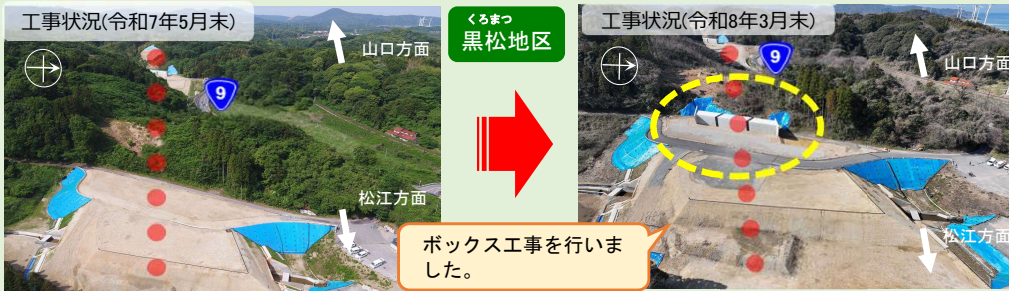 工事状況(令和7年5月末)
山口方面
9
松江方面
くろまつ
黒松地区
工事状況(令和8年3月末)
9
山口方面
松江方面
ボックス工事を行いま
した。